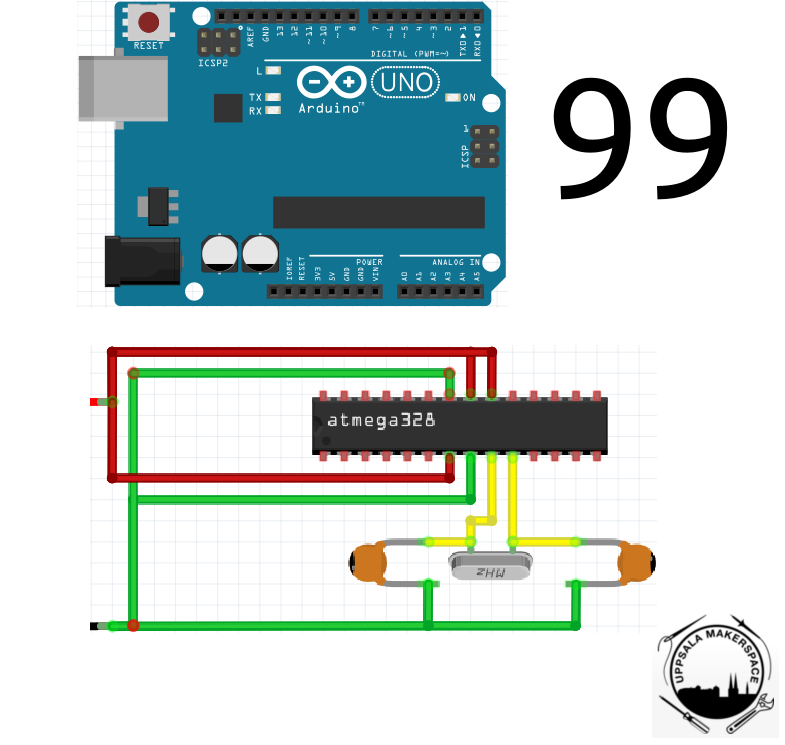 RESET
ICSP2
AREF
GND
13
12
~11
~10
~9
8
7
~6
~5
4
~3
2
TXD▶1
RXD◀0
DIGITAL (PWM=~)
L
TX
RX
UNO
Arduino™
ON
1
ICSP
POWER
ANALOG IN
IOREF
RESET
3V3
5V
GND
GND
VIN
A0
A1
A2
A3
A4
A5
99
atmega328
MHZ
UPPSALA MAKERSPACE